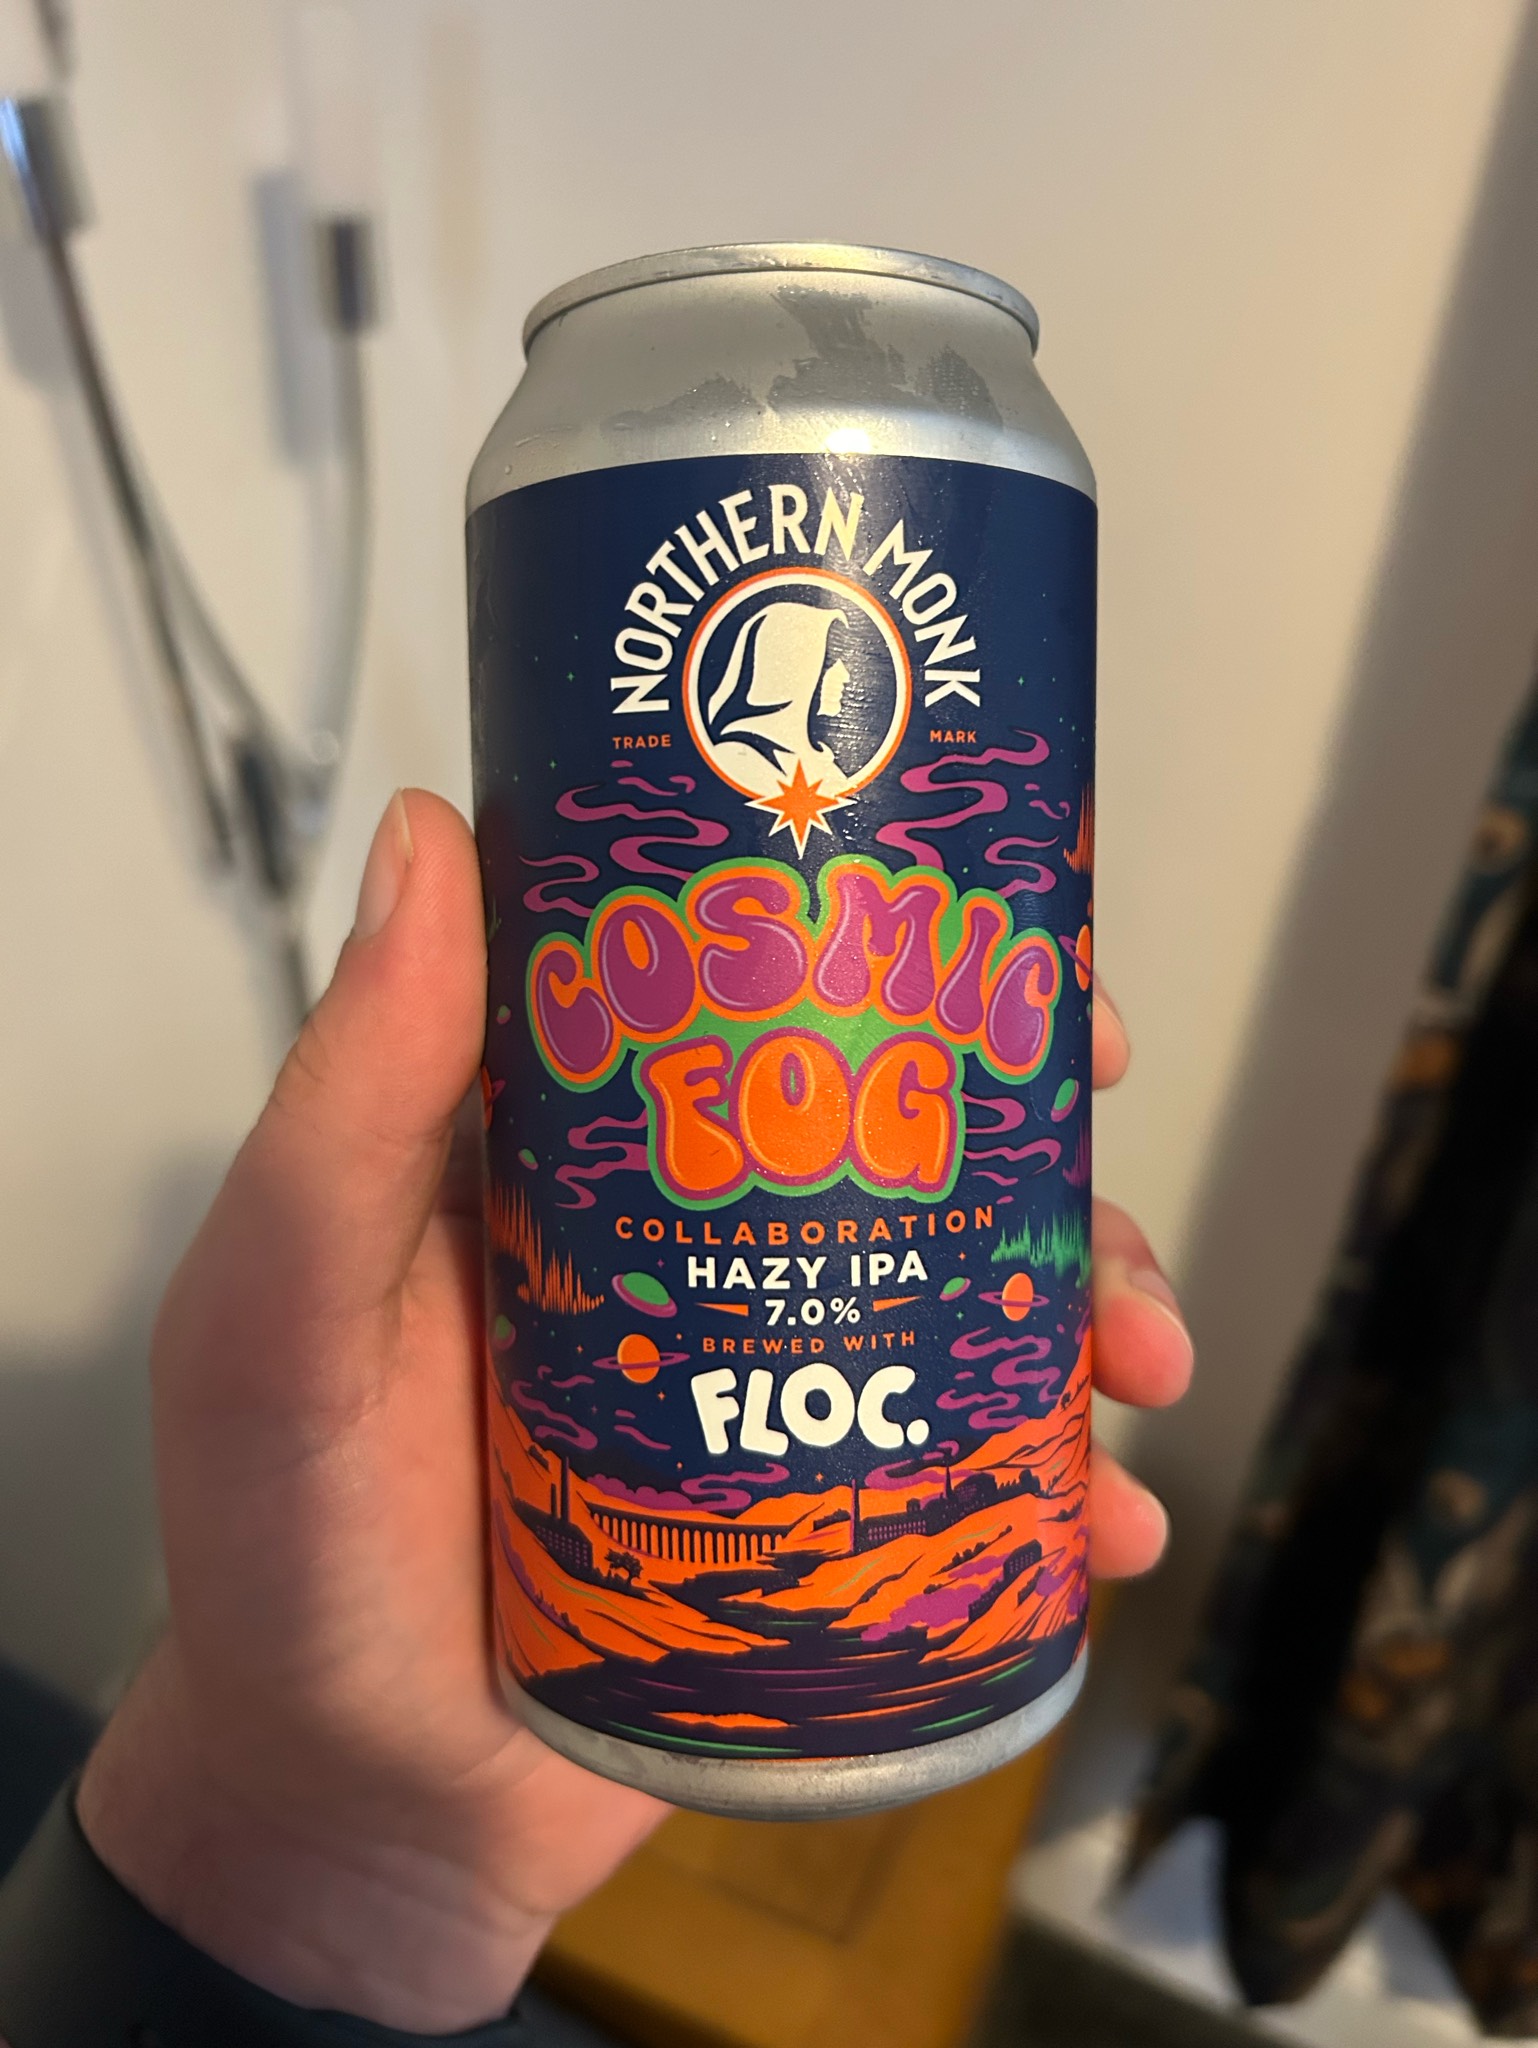 NORTHERN MONK
TRADE MARK
COSMIC
FOG
COLLABORATION
HAZY IPA
7.0%
BREWED WITH
FLOC.